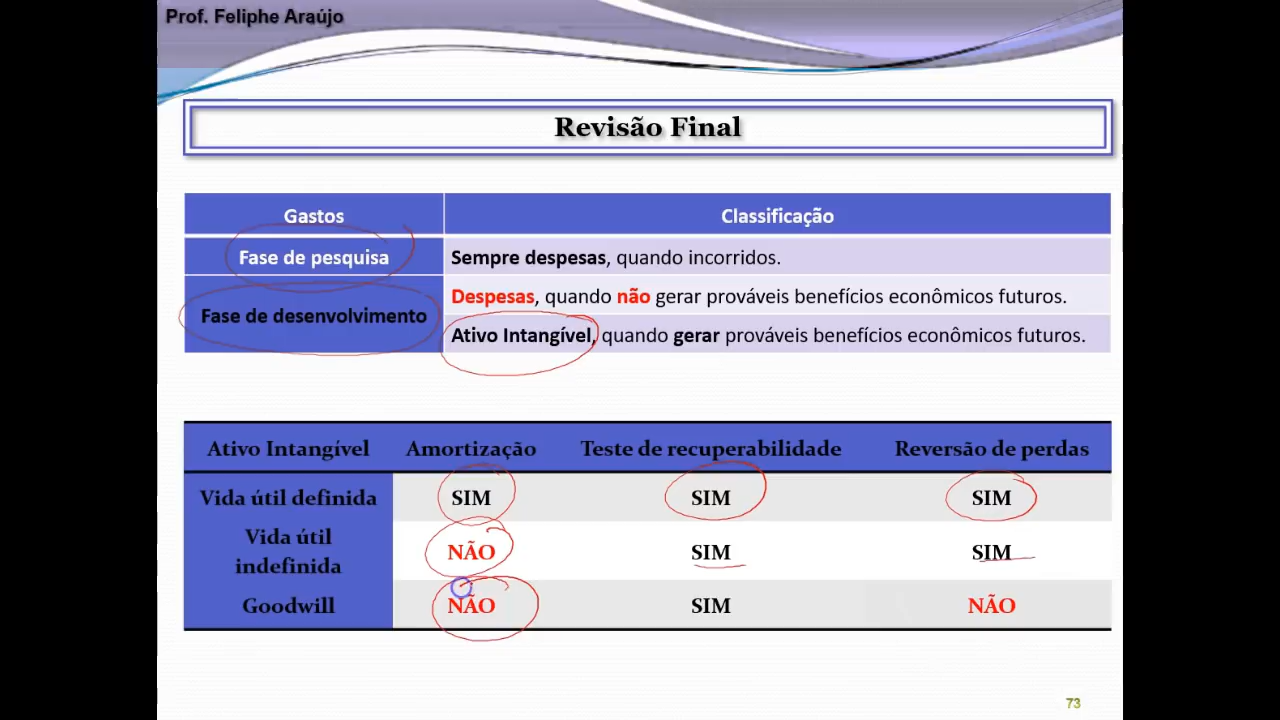 Prof. Feliphe Araújo
Revisão Final
Gastos Classificação
Fase de pesquisa Sempre despesas, quando incorridos.
Fase de desenvolvimento Despesas, quando não gerar prováveis benefícios econômicos futuros.
Ativo Intangível, quando gerar prováveis benefícios econômicos futuros.
Ativo Intangível Amortização Teste de recuperabilidade Reversão de perdas
Vida útil definida SIM SIM SIM
Vida útil
indefinida NÃO SIM SIM
Goodwill NÃO SIM NÃO
73